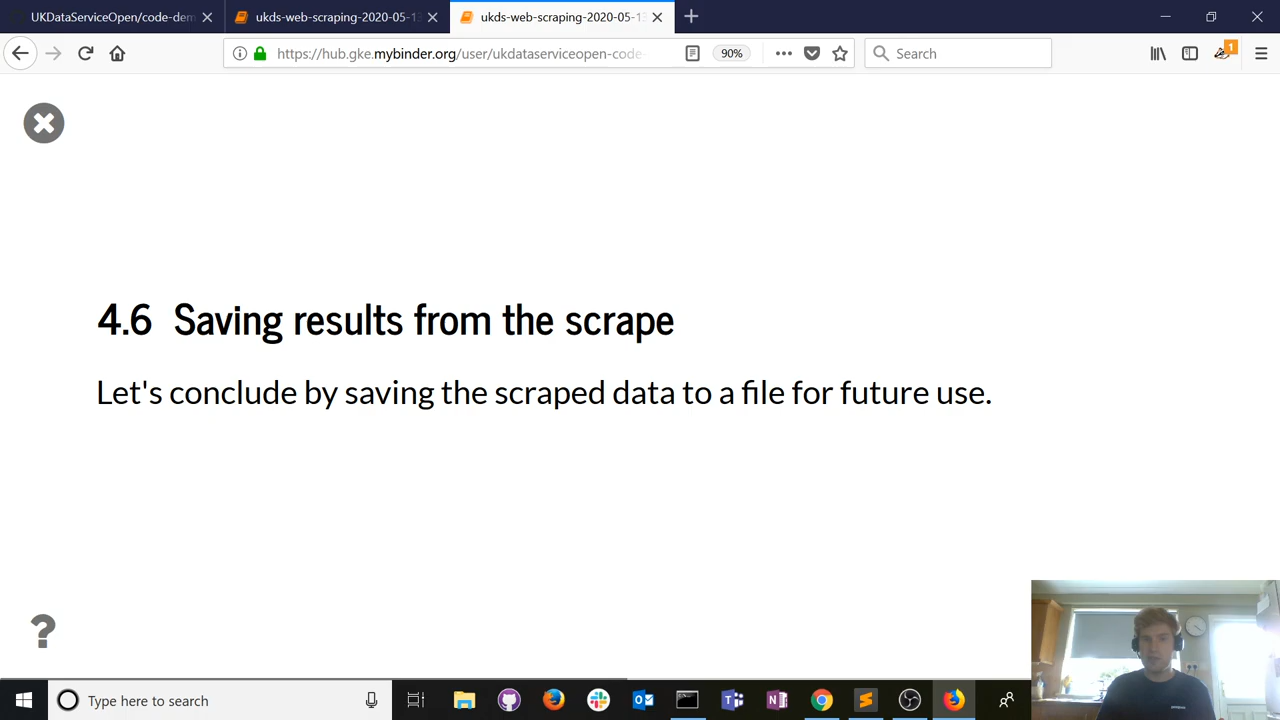 UKDataServiceOpen/code-dem
ukds-web-scraping-2020-05-13
ukds-web-scraping-2020-05-13
https://hub.gke.mybinder.org/user/ukdataserviceopen-code-
90%
Search
1
4.6 Saving results from the scrape
Let's conclude by saving the scraped data to a file for future use.
?
Type here to search